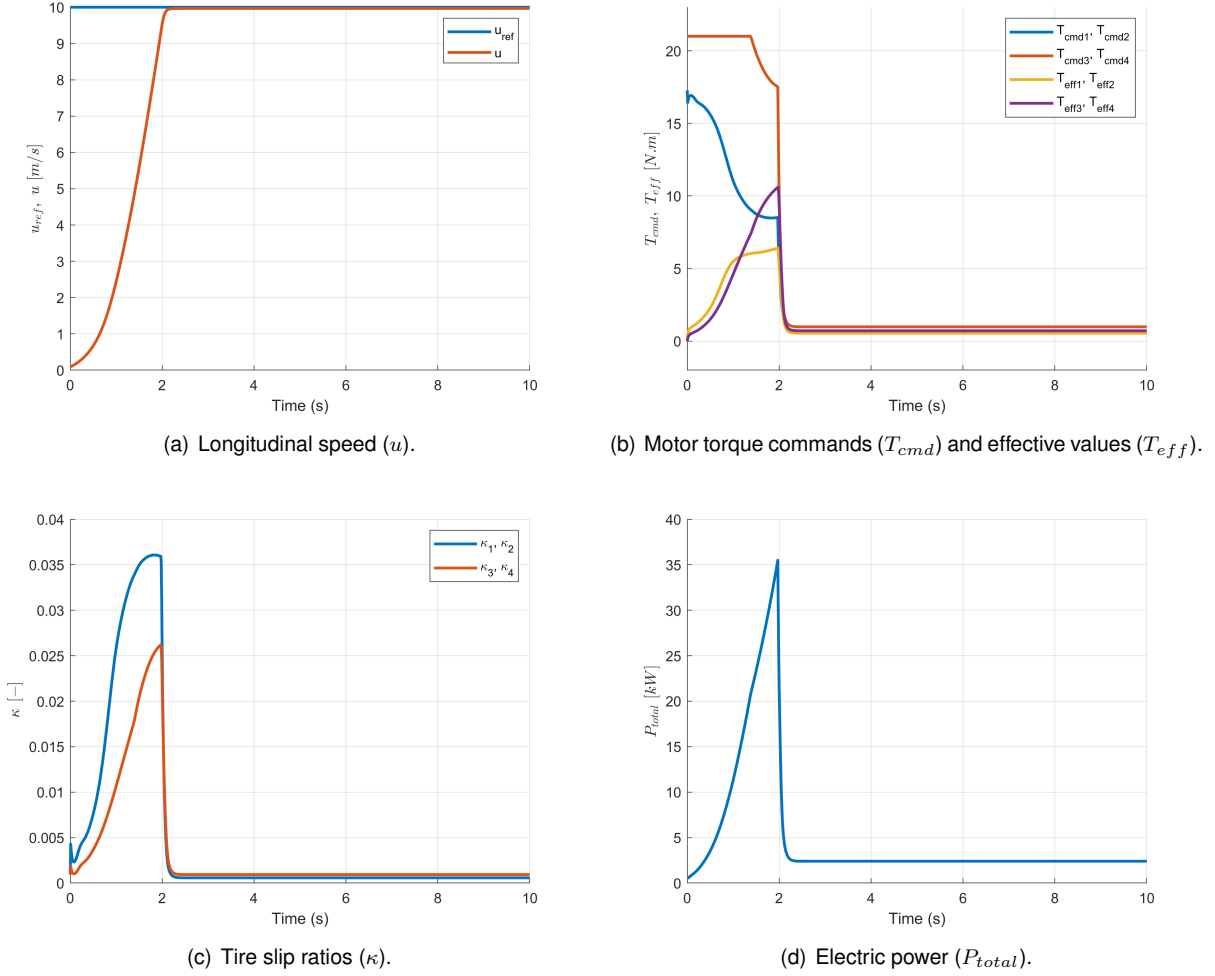 u_ref
u
10
9
8
7
6
5
4
3
2
1
0
u_ref, u [m/s]
0 2 4 6 8 10
Time (s)
(a) Longitudinal speed (u).
T_cmd1, T_cmd2
T_cmd3, T_cmd4
T_eff1, T_eff2
T_eff3, T_eff4
20
15
10
5
0
T_cmd, T_eff [N.m]
0 2 4 6 8 10
Time (s)
(b) Motor torque commands (T_cmd) and effective values (T_eff).
κ_1, κ_2
κ_3, κ_4
0.04
0.035
0.03
0.025
0.02
0.015
0.01
0.005
0
κ [−]
0 2 4 6 8 10
Time (s)
(c) Tire slip ratios (κ).
40
35
30
25
20
15
10
5
0
P_total [kW]
0 2 4 6 8 10
Time (s)
(d) Electric power (P_total).